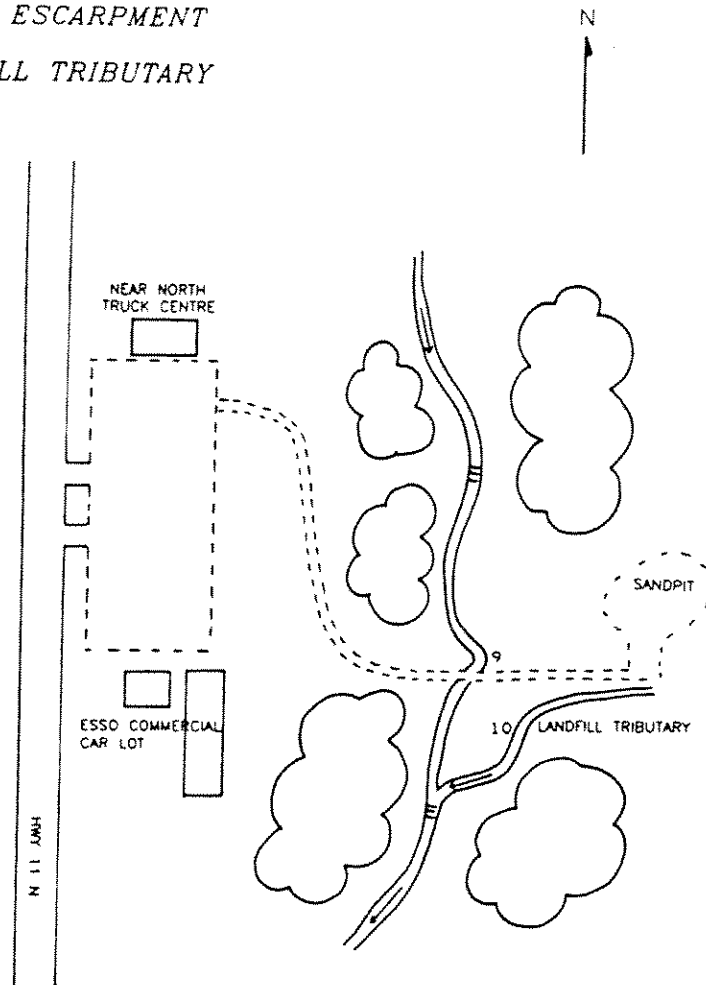 ESCARPMENT
LL TRIBUTARY
N
NEAR NORTH
TRUCK CENTRE
SANDPIT
9
10 LANDFILL TRIBUTARY
ESSO COMMERCIAL
CAR LOT
HWY 11 N